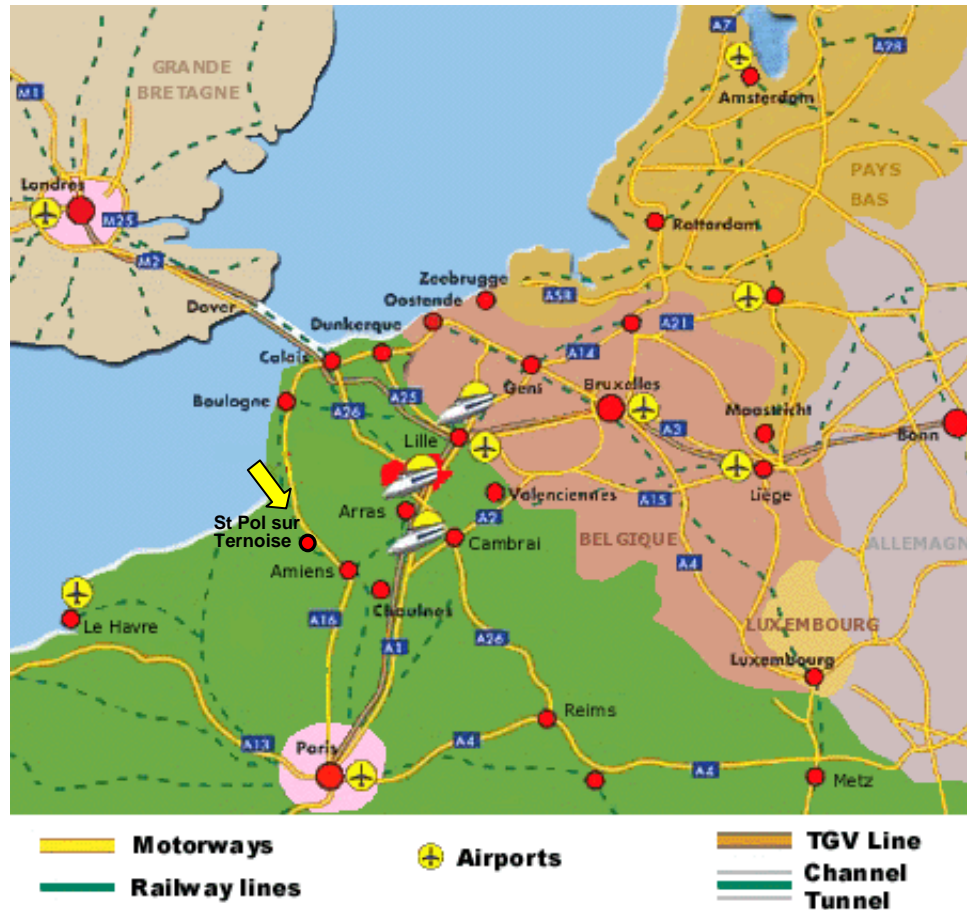 A7
A28
GRANDE
BRETAGNE
M1
Amsterdam
PAYS
BAS
Londres
M25
M2
Rotterdam
Zeebrugge
Oostende
A58
Dover
Dunkerque
A21
Calais
A14
Gens
Bruxelles
Boulogne
A26
A25
Maastricht
A3
Bonn
Lille
Liège
Valenciennes
A15
Arras
St Pol sur
Ternoise
A2
Cambrai
BELGIQUE
ALLEMAGN
A4
Amiens
Chaulnes
Le Havre
A16
A1
A26
LUXEMBOURG
Luxembourg
Reims
A13
Paris
A4
A4
Metz
Motorways
Airports
TGV Line
Railway lines
Channel
Tunnel